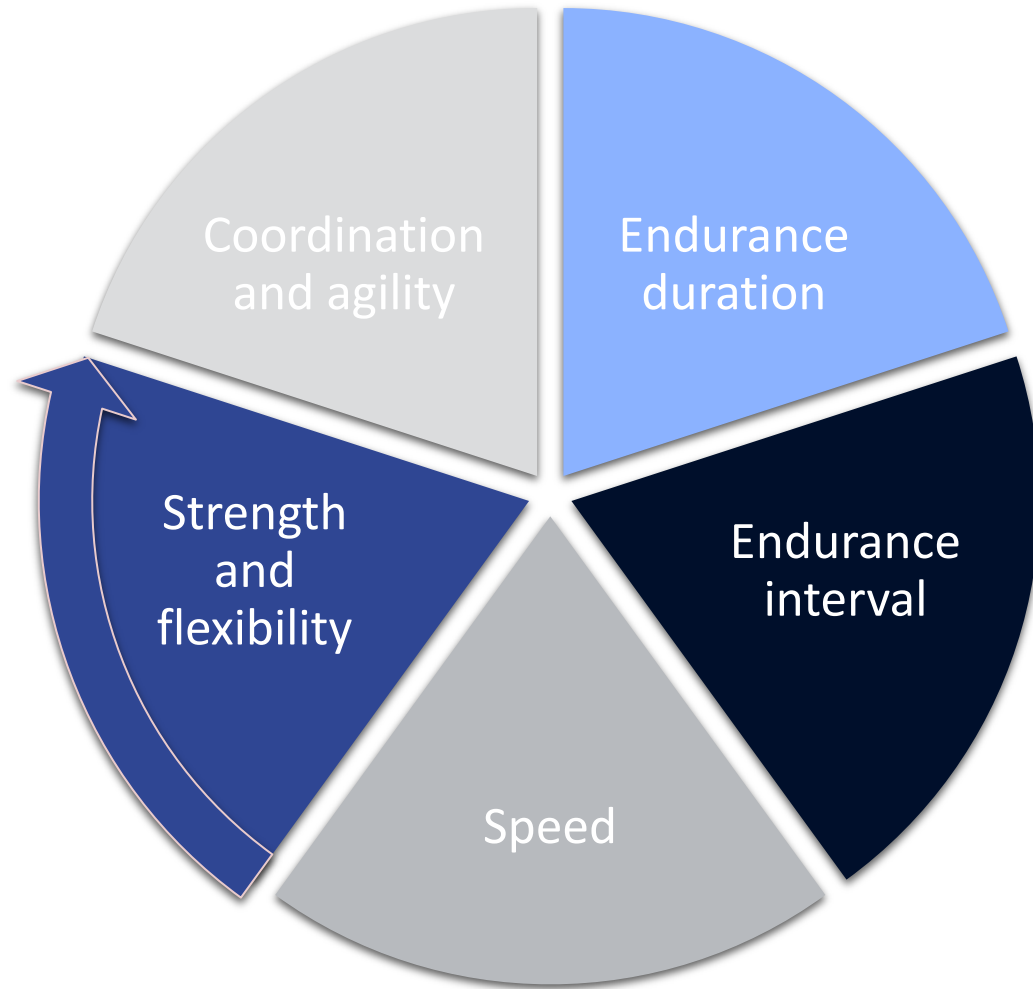 Coordination
and agility
Endurance
duration
Endurance
interval
Speed
Strength
and
flexibility